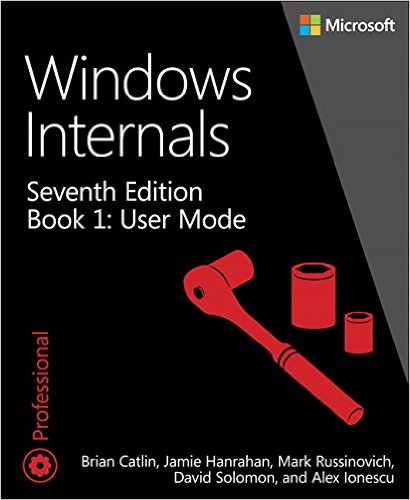 Microsoft
Windows
Internals
Seventh Edition
Book 1: User Mode
Professional
Brian Catlin, Jamie Hanrahan, Mark Russinovich,
David Solomon, and Alex Ionescu